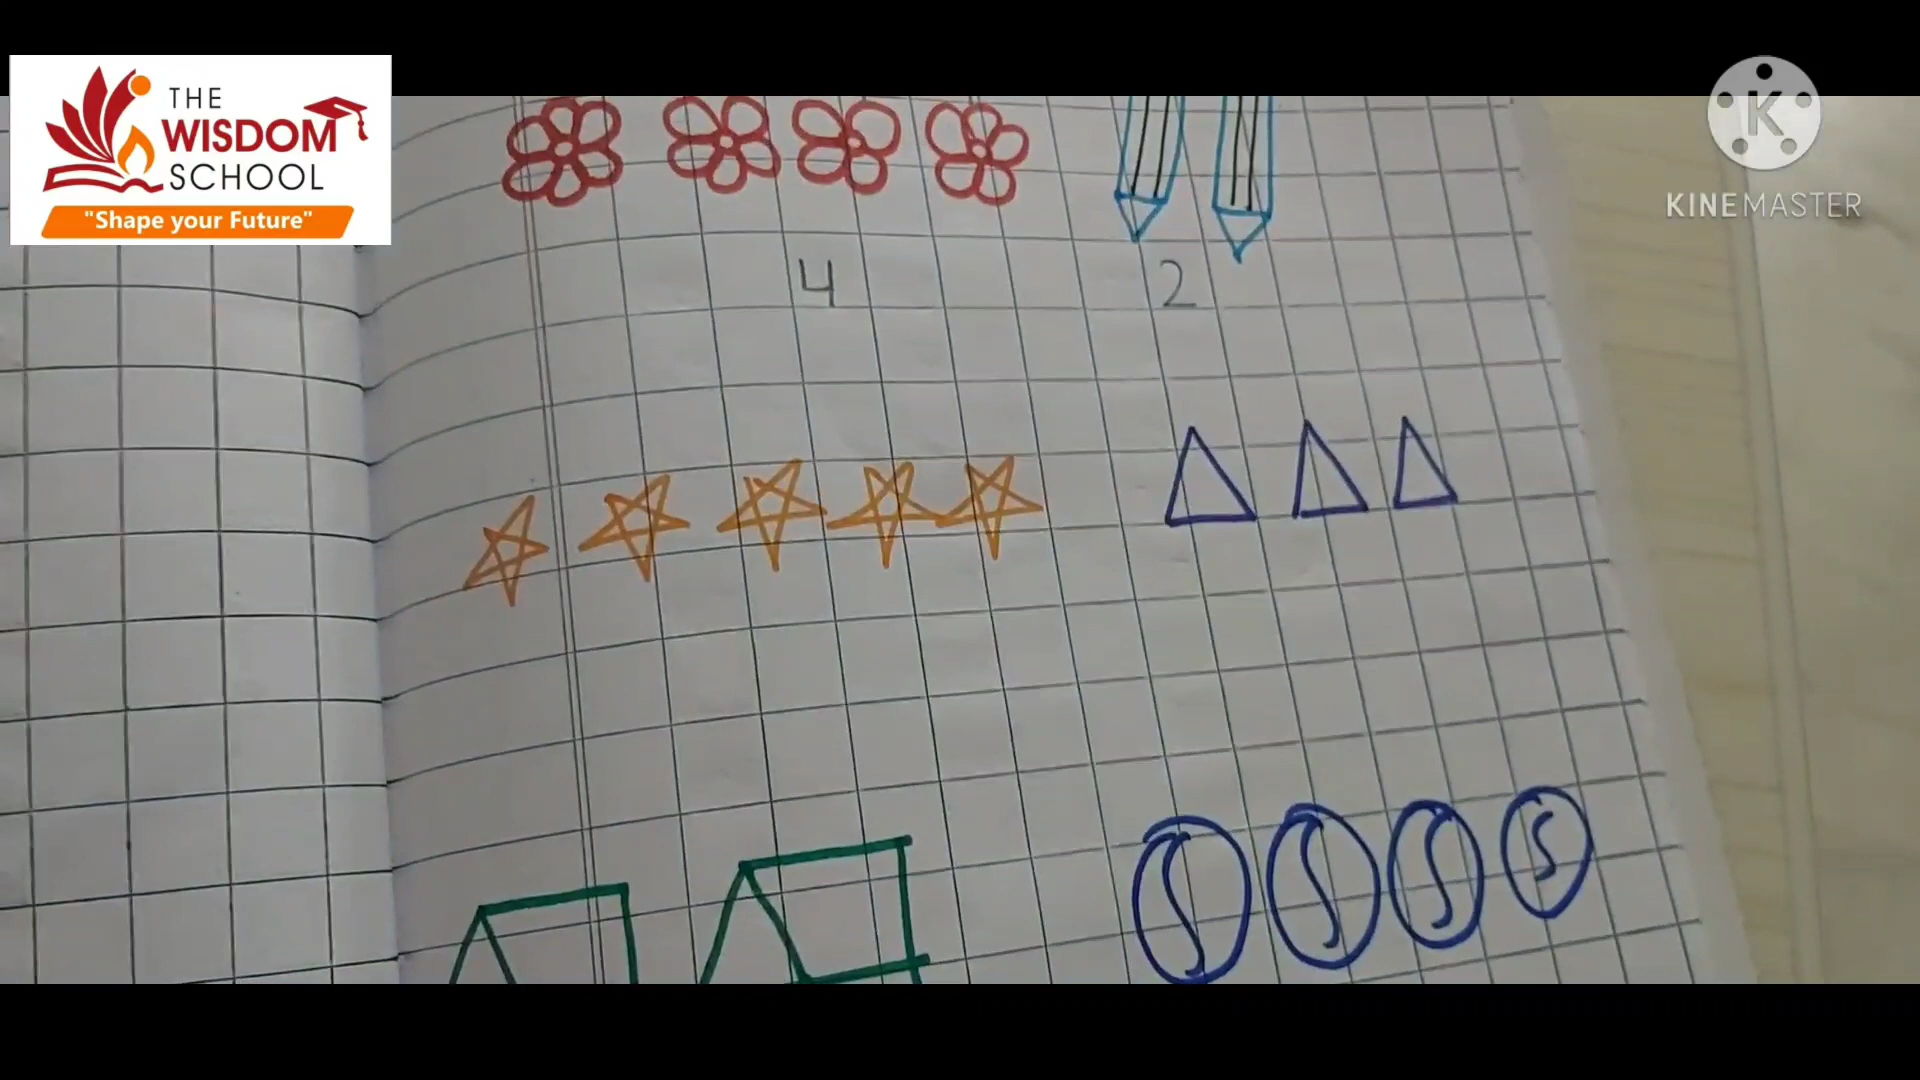 THE
WISDOM
SCHOOL
"Shape your Future"
K
KINEMASTER
4 2
S S S S